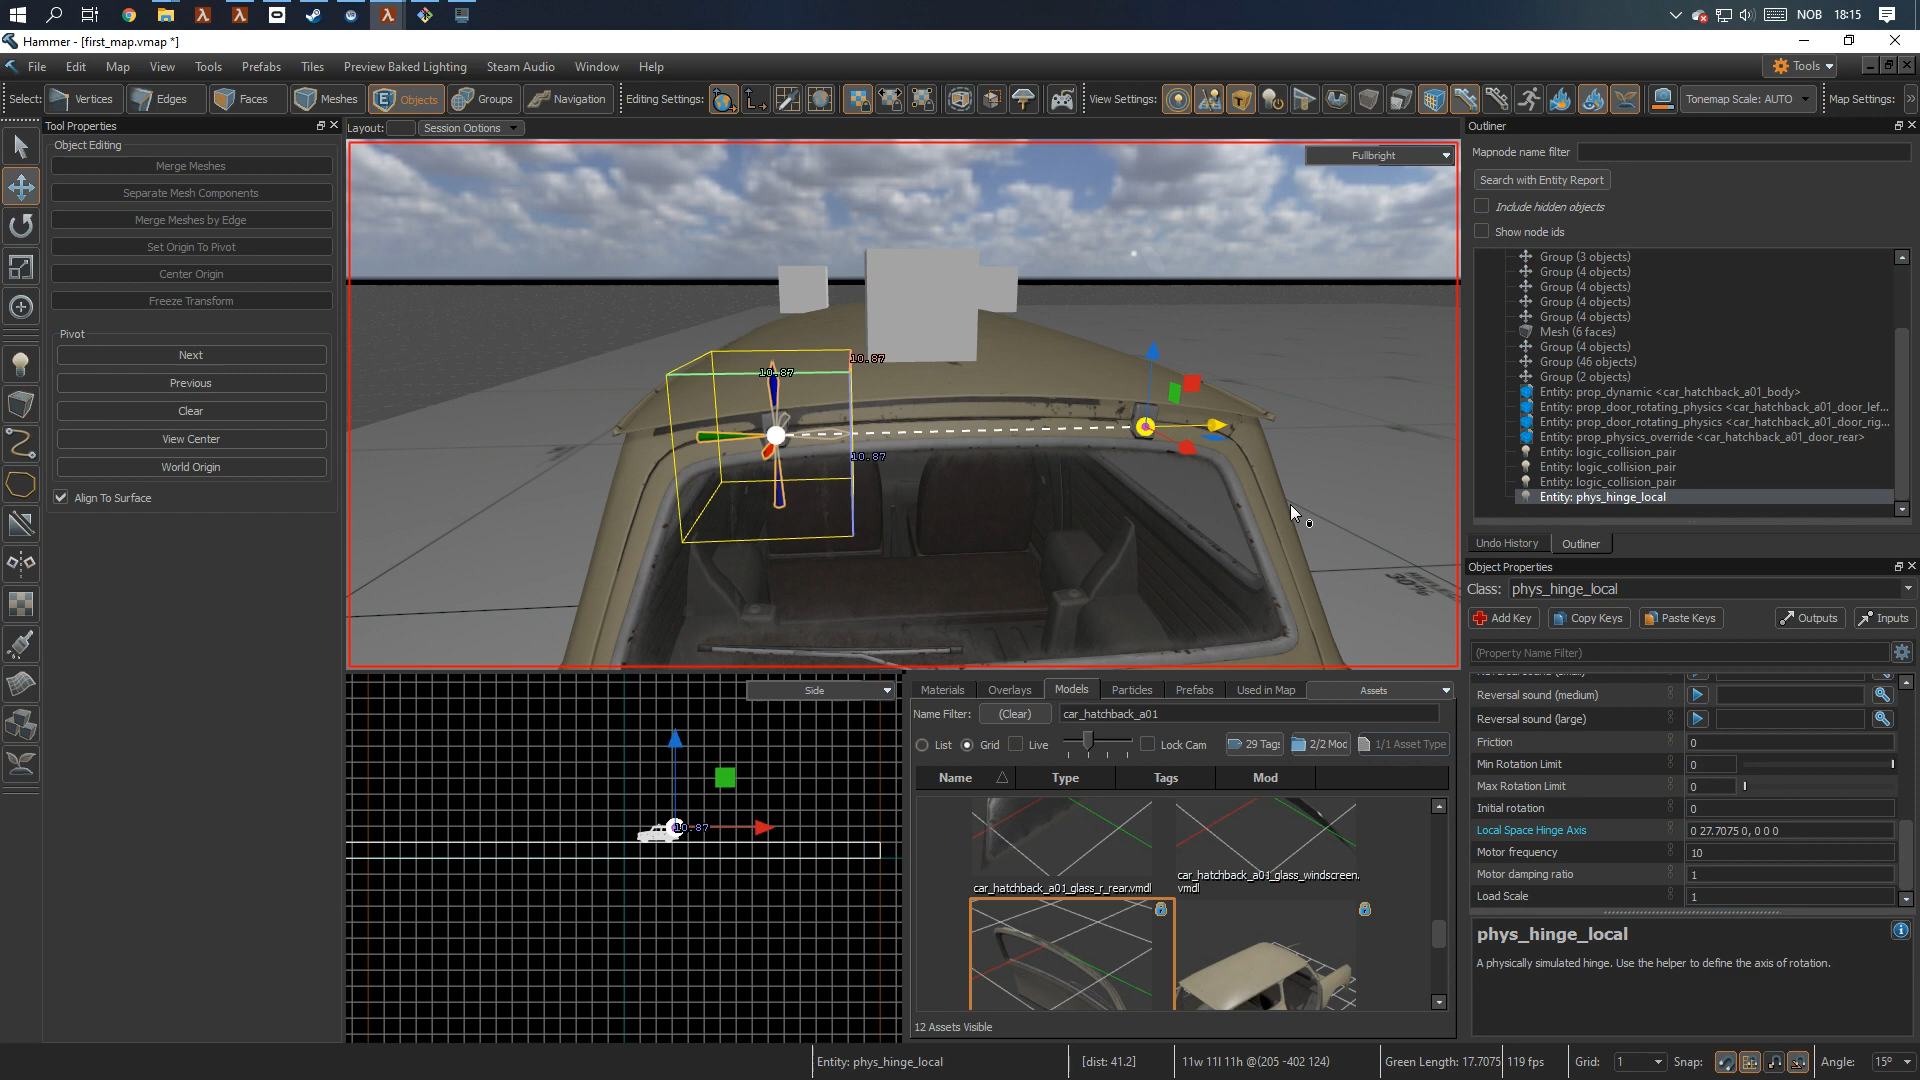 NOB 18:15
Hammer - [first_map.vmap *]
File Edit Map View Tools Prefabs Tiles Preview Baked Lighting Steam Audio Window Help
Tools
Select: Vertices Edges Faces Meshes Objects Groups Navigation Editing Settings: View Settings: Tonemap Scale: AUTO Map Settings:
Tool Properties
Object Editing
Merge Meshes
Separate Mesh Components
Merge Meshes by Edge
Set Origin To Pivot
Center Origin
Freeze Transform
Pivot
Next
Previous
Clear
View Center
World Origin
Align To Surface
Layout: Session Options
Fullbright
10.87
10.87
10.87
Side
10.87
Outliner
Mapnode name filter
Search with Entity Report
Include hidden objects
Show node ids
Group (3 objects)
Group (4 objects)
Group (4 objects)
Group (4 objects)
Group (4 objects)
Mesh (6 faces)
Group (4 objects)
Group (46 objects)
Group (2 objects)
Entity: prop_dynamic <car_hatchback_a01_body>
Entity: prop_door_rotating_physics <car_hatchback_a01_door_lef...
Entity: prop_door_rotating_physics <car_hatchback_a01_door_rig...
Entity: prop_physics_override <car_hatchback_a01_door_rear>
Entity: logic_collision_pair
Entity: logic_collision_pair
Entity: logic_collision_pair
Entity: phys_hinge_local
Undo History Outliner
Object Properties
Class: phys_hinge_local
Add Key Copy Keys Paste Keys Outputs Inputs
(Property Name Filter)
Reversal sound (medium)
Reversal sound (large)
Friction 0
Min Rotation Limit 0
Max Rotation Limit 0
Initial rotation 0
Local Space Hinge Axis 0 27.7075 0, 0 0 0
Motor frequency 10
Motor damping ratio 1
Load Scale 1
phys_hinge_local
A physically simulated hinge. Use the helper to define the axis of rotation.
Materials Overlays Models Particles Prefabs Used in Map Assets
Name Filter: (Clear) car_hatchback_a01
List Grid Live Lock Cam 29 Tags 2/2 Mod 1/1 Asset Type
Name Type Tags Mod
car_hatchback_a01_glass_r_rear.vmdl
car_hatchback_a01_glass_windscreen.
vmdl
12 Assets Visible
Entity: phys_hinge_local [dist: 41.2] 11w 11l 11h @(205 -402 124) Green Length: 17.7075 119 fps Grid: 1 Snap: Angle: 15°